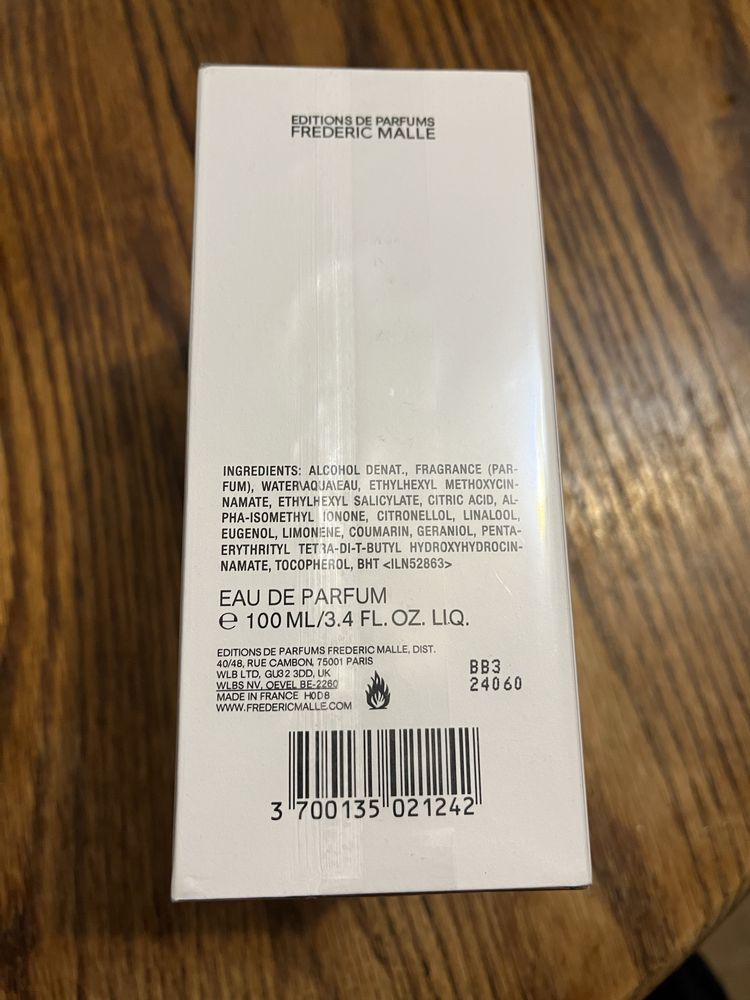 EDITIONS DE PARFUMS
FREDERIC MALLE
INGREDIENTS: ALCOHOL DENAT., FRAGRANCE (PAR-
FUM), WATER\AQUA\EAU, ETHYLHEXYL METHOXYCIN-
NAMATE, ETHYLHEXYL SALICYLATE, CITRIC ACID, AL-
PHA-ISOMETHYL IONONE, CITRONELLOL, LINALOOL,
EUGENOL, LIMONENE, COUMARIN, GERANIOL, PENTA-
ERYTHRITYL TETRA-DI-T-BUTYL HYDROXYHYDROCIN-
NAMATE, TOCOPHEROL, BHT <ILN52863>
EAU DE PARFUM
℮ 100 ML/3.4 FL. OZ. LIQ.
EDITIONS DE PARFUMS FREDERIC MALLE, DIST.
40/48, RUE CAMBON, 75001 PARIS
WLB LTD, GU32 3DD, UK
WLBS NV, OEVEL BE-2260
MADE IN FRANCE H0D8
WWW.FREDERICMALLE.COM
BB3
24060
3 700135 021242